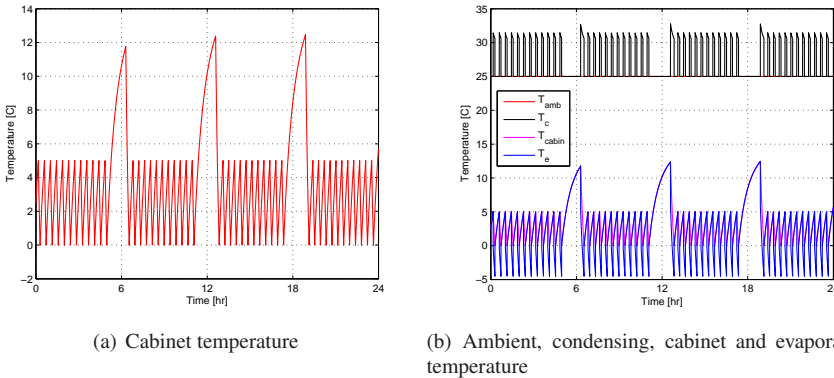 14
12
10
8
6
4
2
0
−2
Temperature [C]
0
6
12
18
24
Time [hr]
(a) Cabinet temperature
35
30
25
20
15
10
5
0
−5
Temperature [C]
T_amb
T_c
T_cabin
T_e
0
6
12
18
24
Time [hr]
(b) Ambient, condensing, cabinet and
temperature